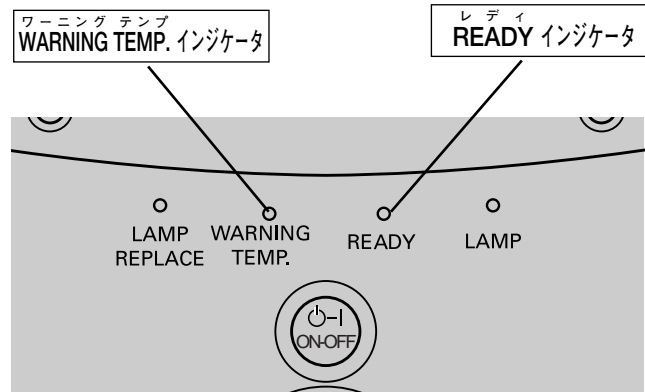 ワーニング テンプ
WARNING TEMP. インジケータ
レディ
READY インジケータ
LAMP
REPLACE
WARNING
TEMP.
READY
LAMP
ON-OFF